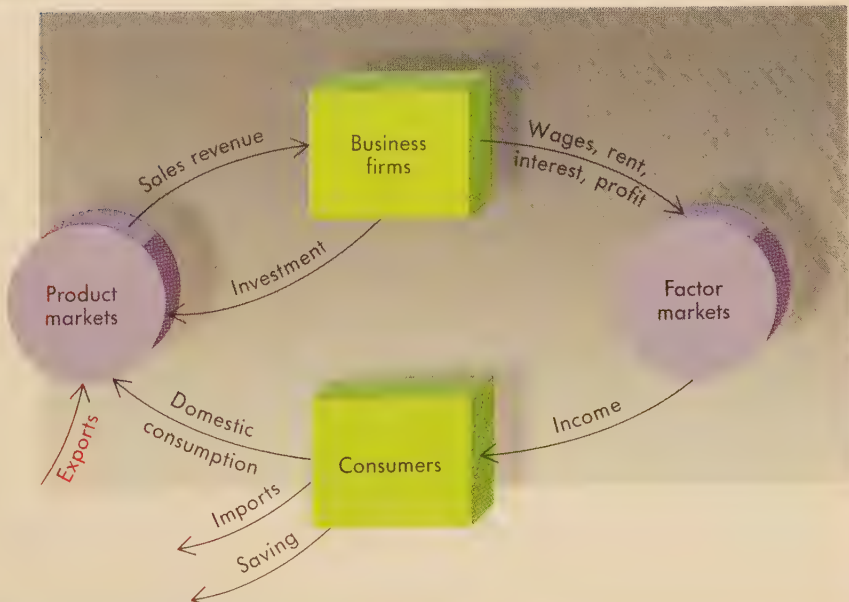 Sales revenue
Business
firms
Wages, rent,
interest, profit
Investment
Product
markets
Factor
markets
Exports
Domestic
consumption
Income
Consumers
Imports
Saving